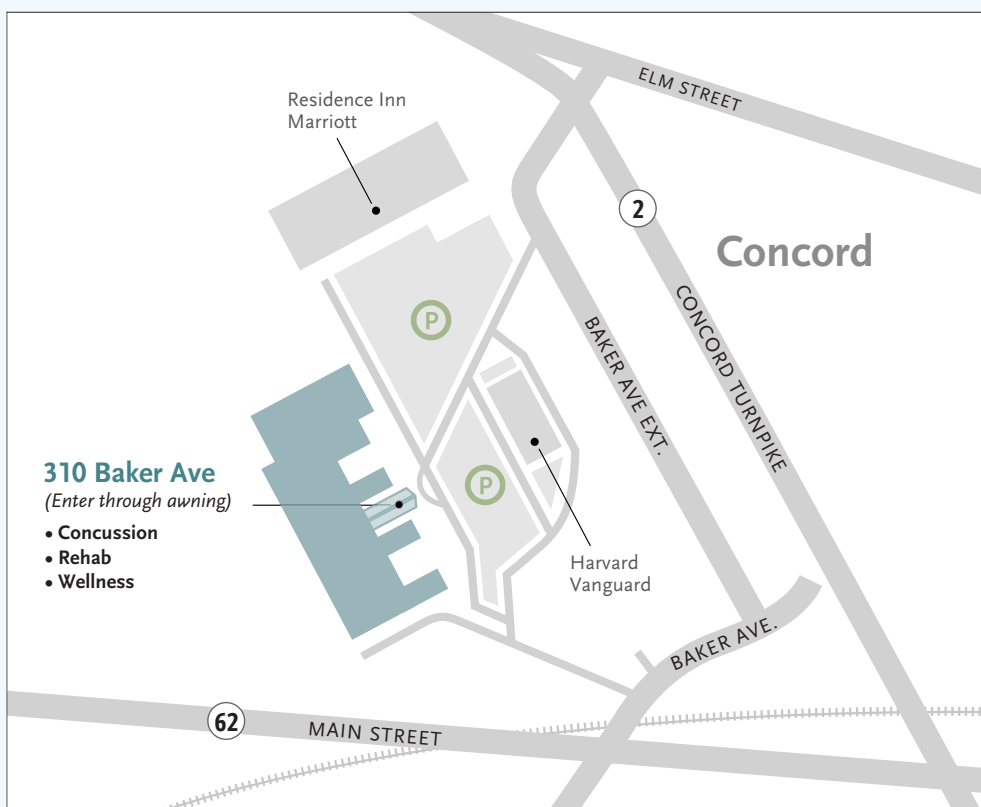 Residence Inn
Marriott
ELM STREET
2
Concord
CONCORD TURNPIKE
BAKER AVE EXT.
P
310 Baker Ave
(Enter through awning)
• Concussion
• Rehab
• Wellness
P
Harvard
Vanguard
BAKER AVE.
62
MAIN STREET